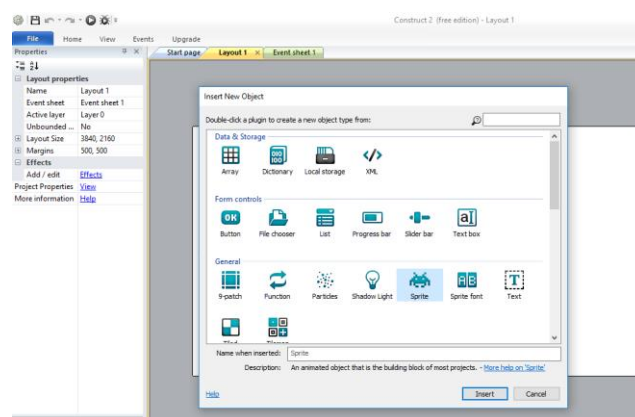 Construct 2 (free edition) - Layout 1
File Home View Events Upgrade
Properties
Start page Layout 1 Event sheet 1
Layout properties
Name Layout 1
Event sheet Event sheet 1
Active layer Layer 0
Unbounded ... No
Layout Size 3840, 2160
Margins 500, 500
Effects
Add / edit Effects
Project Properties View
More information Help
Insert New Object
Double-click a plugin to create a new object type from:
Data & Storage
Array Dictionary Local storage XML
Form controls
OK
Button File chooser List Progress bar Slider bar Text box
General
9-patch Function Particles Shadow Light Sprite Sprite font Text
Name when inserted: Sprite
Description: An animated object that is the building block of most projects. - More help on 'Sprite'
Help Insert Cancel